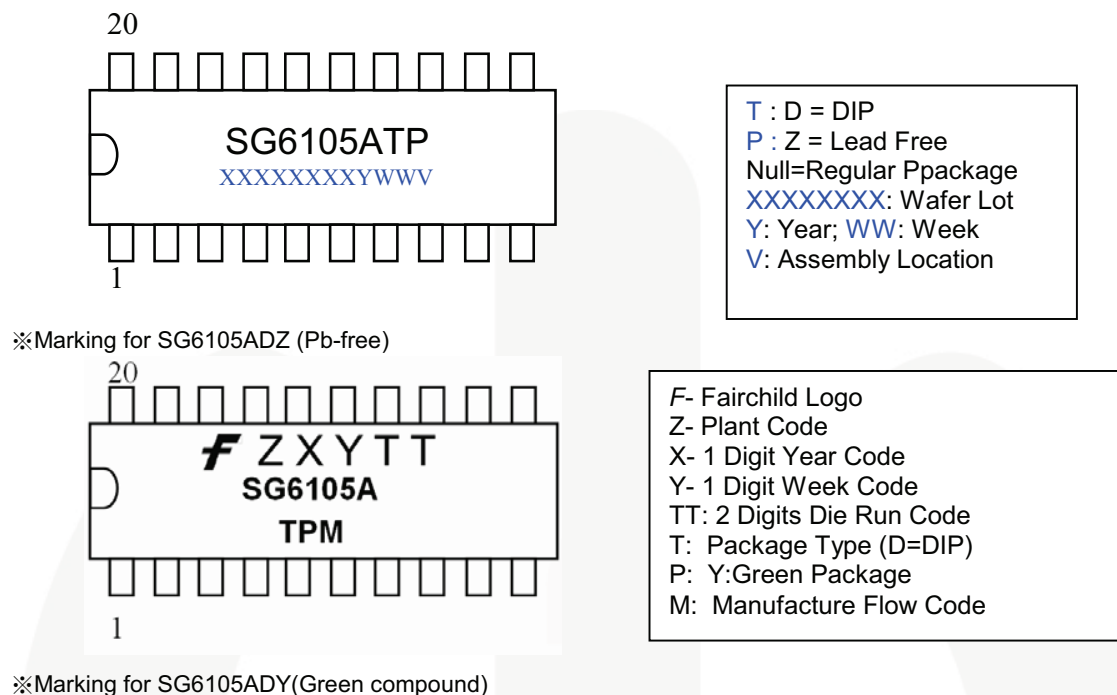 20
SG6105ATP
XXXXXXXXYWWV
1
T : D = DIP
P : Z = Lead Free
Null=Regular Ppackage
XXXXXXXX: Wafer Lot
Y: Year; WW: Week
V: Assembly Location
※Marking for SG6105ADZ (Pb-free)
20
F Z X Y T T
SG6105A
TPM
1
F- Fairchild Logo
Z- Plant Code
X- 1 Digit Year Code
Y- 1 Digit Week Code
TT: 2 Digits Die Run Code
T: Package Type (D=DIP)
P: Y:Green Package
M: Manufacture Flow Code
※Marking for SG6105ADY(Green compound)